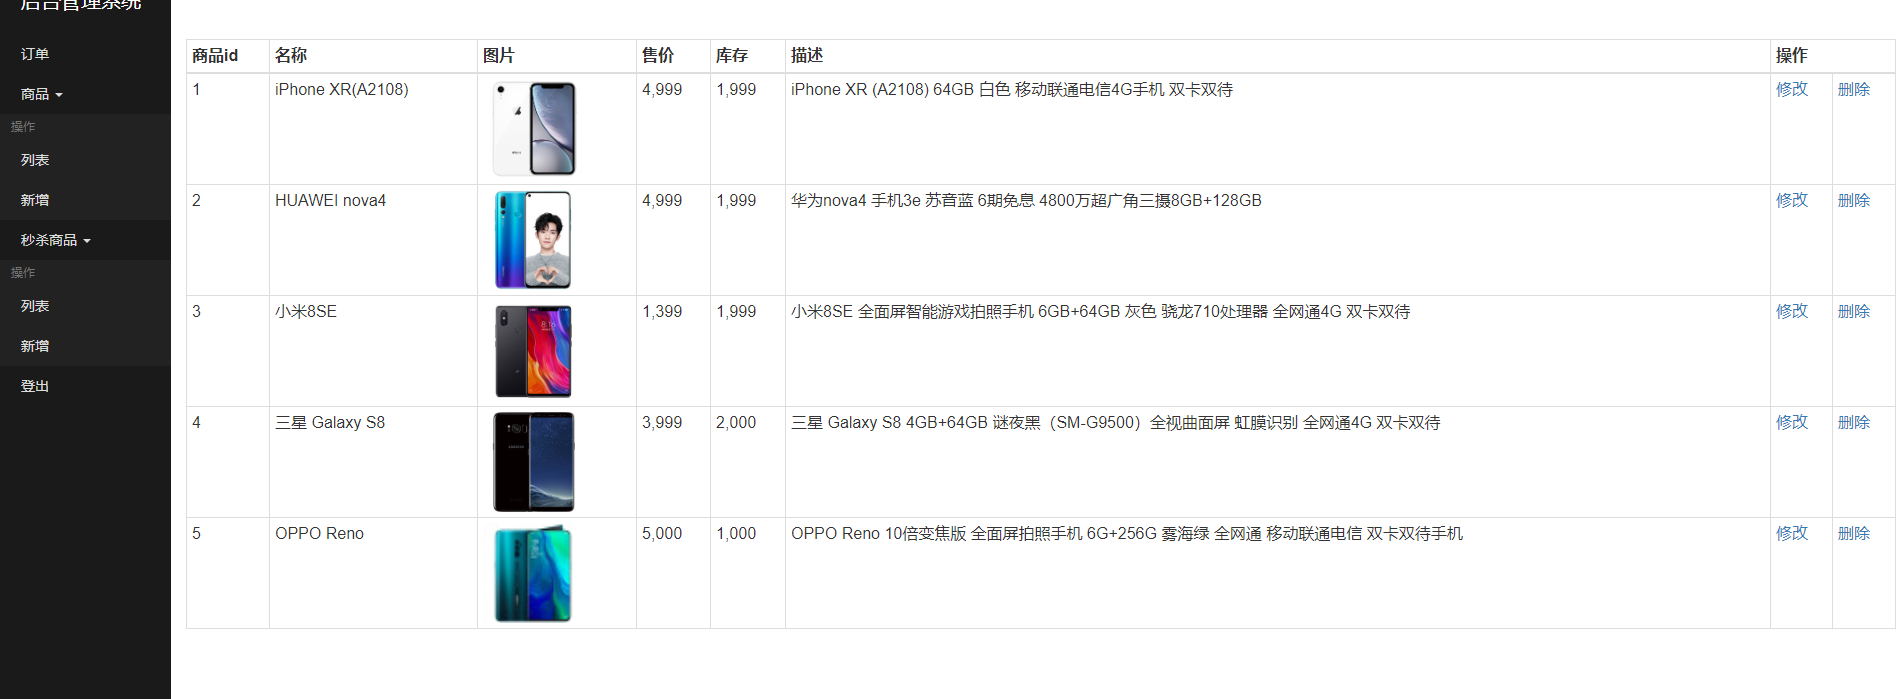 后台管理系统
订单
商品
操作
列表
新增
秒杀商品
操作
列表
新增
登出
商品id 名称 图片 售价 库存 描述 操作
1 iPhone XR(A2108) 4,999 1,999 iPhone XR (A2108) 64GB 白色 移动联通电信4G手机 双卡双待 修改 删除
2 HUAWEI nova4 4,999 1,999 华为nova4 手机3e 苏音蓝 6期免息 4800万超广角三摄8GB+128GB 修改 删除
3 小米8SE 1,399 1,999 小米8SE 全面屏智能游戏拍照手机 6GB+64GB 灰色 骁龙710处理器 全网通4G 双卡双待 修改 删除
8:16
4 三星 Galaxy S8 3,999 2,000 三星 Galaxy S8 4GB+64GB 谜夜黑（SM-G9500）全视曲面屏 虹膜识别 全网通4G 双卡双待 修改 删除
5 OPPO Reno 5,000 1,000 OPPO Reno 10倍变焦版 全面屏拍照手机 6G+256G 雾海绿 全网通 移动联通电信 双卡双待手机 修改 删除